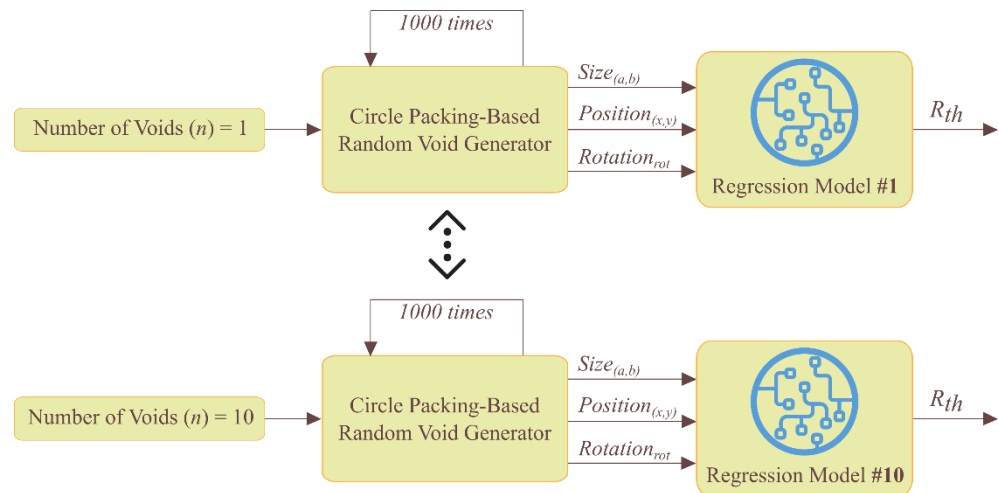 1000 times
Number of Voids (n) = 1
Circle Packing-Based
Random Void Generator
Size(a,b)
Position(x,y)
Rotationrot
Regression Model #1
Rth
1000 times
Number of Voids (n) = 10
Circle Packing-Based
Random Void Generator
Size(a,b)
Position(x,y)
Rotationrot
Regression Model #10
Rth